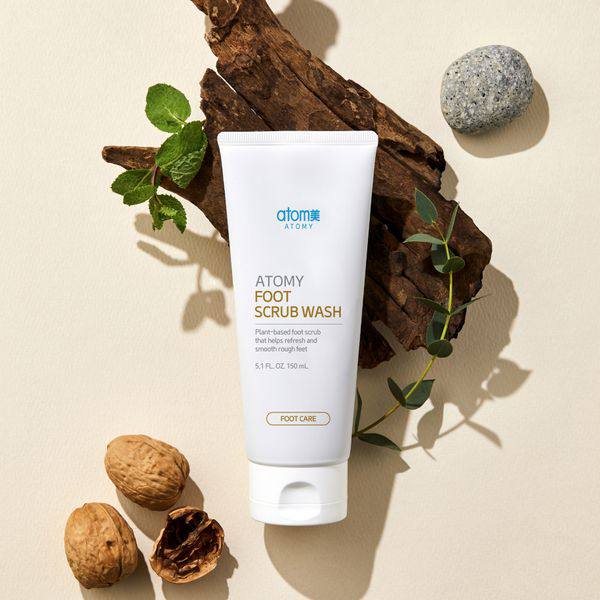 atom美
ATOMY
ATOMY
FOOT
SCRUB WASH
Plant-based foot scrub
that helps refresh and
smooth rough feet
5.1 FL. OZ. 150 mL
FOOT CARE